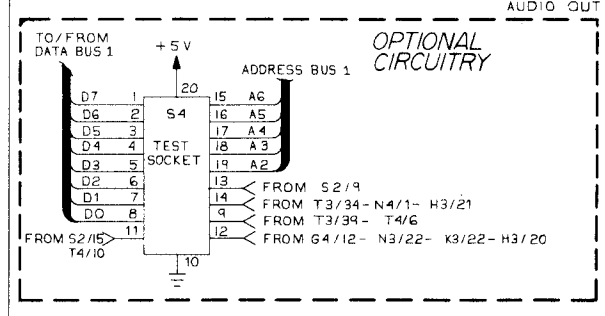 AUDIO OUT
TO/FROM
DATA BUS 1
+5V
OPTIONAL
CIRCUITRY
ADDRESS BUS 1
20
S4
TEST
SOCKET
D7 1
D6 2
D5 3
D4 4
D3 5
D2 6
D1 7
D0 8
11
FROM S2/15
T4/10
15 A6
16 A5
17 A4
18 A3
19 A2
13 FROM S2/9
14 FROM T3/34-N4/1-H3/21
9 FROM T3/39- T4/6
12 FROM G4/12- N3/22- K3/22-H3/20
10